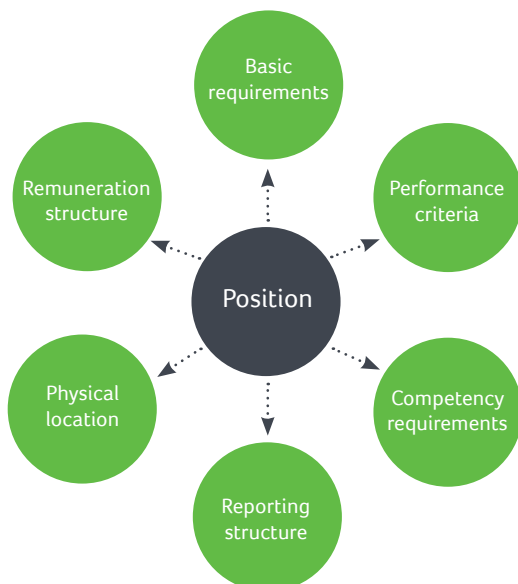 Basic
requirements
Remuneration
structure
Performance
criteria
Position
Physical
location
Competency
requirements
Reporting
structure